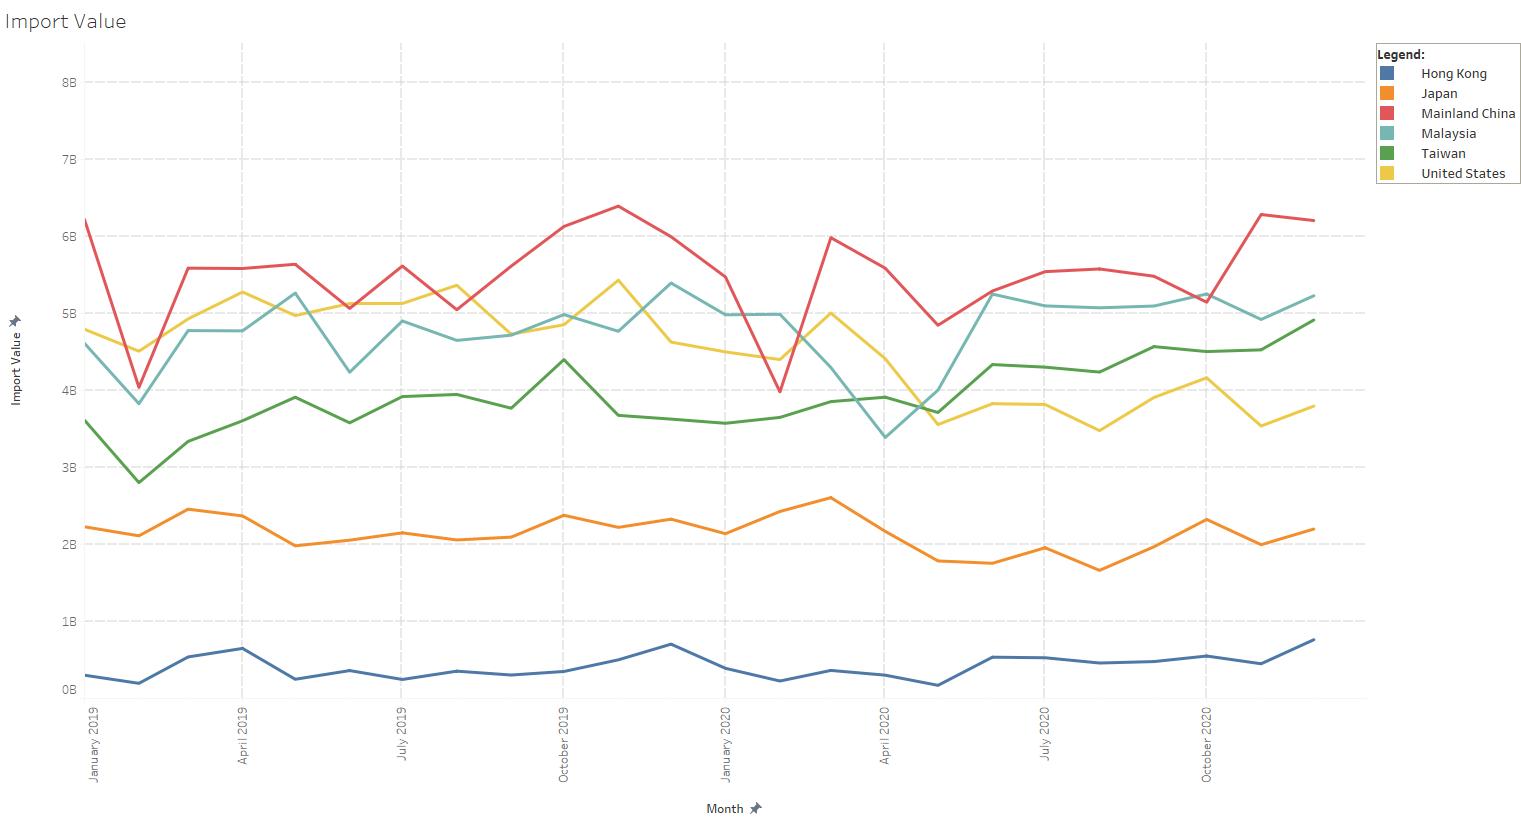 Import Value
Legend:
Hong Kong
Japan
Mainland China
Malaysia
Taiwan
United States
8B
7B
6B
5B
4B
3B
2B
1B
0B
Import Value
January 2019
April 2019
July 2019
October 2019
January 2020
April 2020
July 2020
October 2020
Month